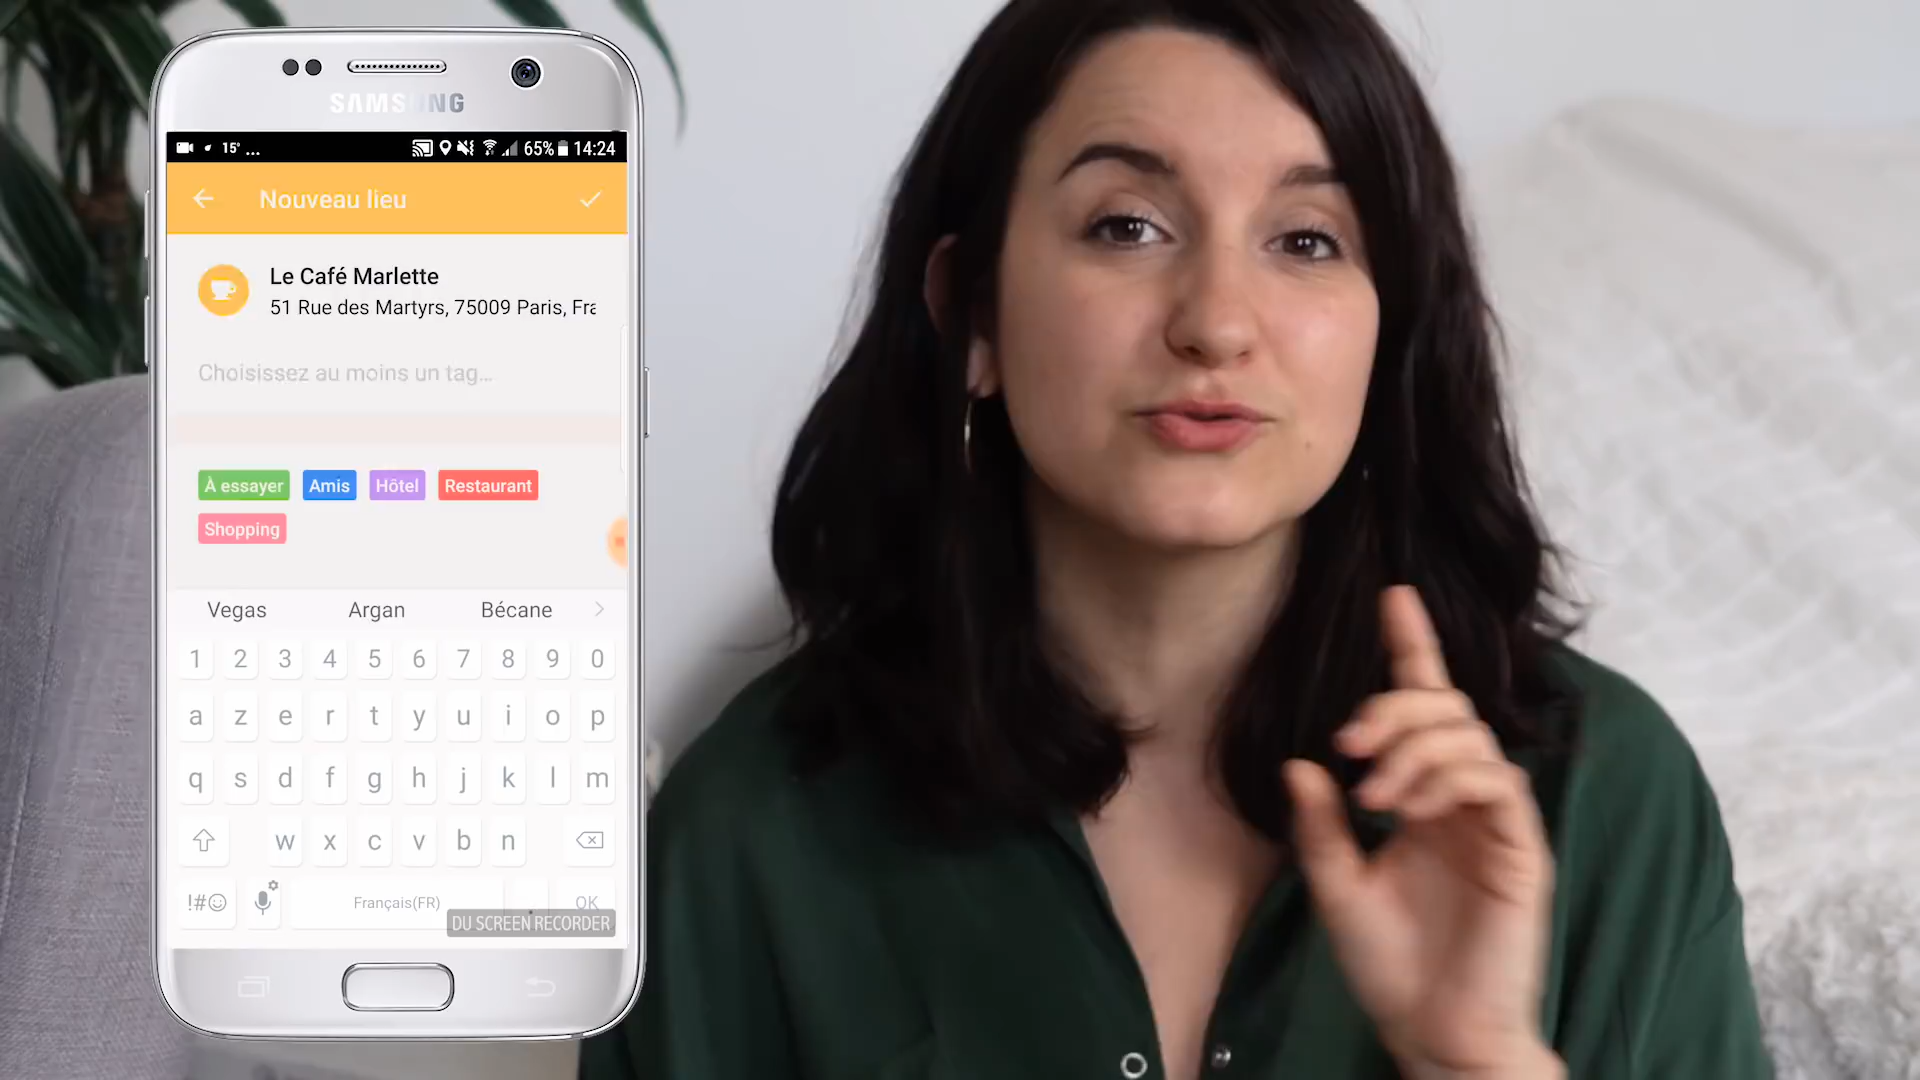 SAMSUNG
15° ... 65% 14:24
Nouveau lieu
Le Café Marlette
51 Rue des Martyrs, 75009 Paris, Fra
Choisissez au moins un tag...
À essayer Amis Hôtel Restaurant
Shopping
Vegas Argan Bécane
1 2 3 4 5 6 7 8 9 0
a z e r t y u i o p
q s d f g h j k l m
w x c v b n
!#☺ Français(FR) . OK
DU SCREEN RECORDER